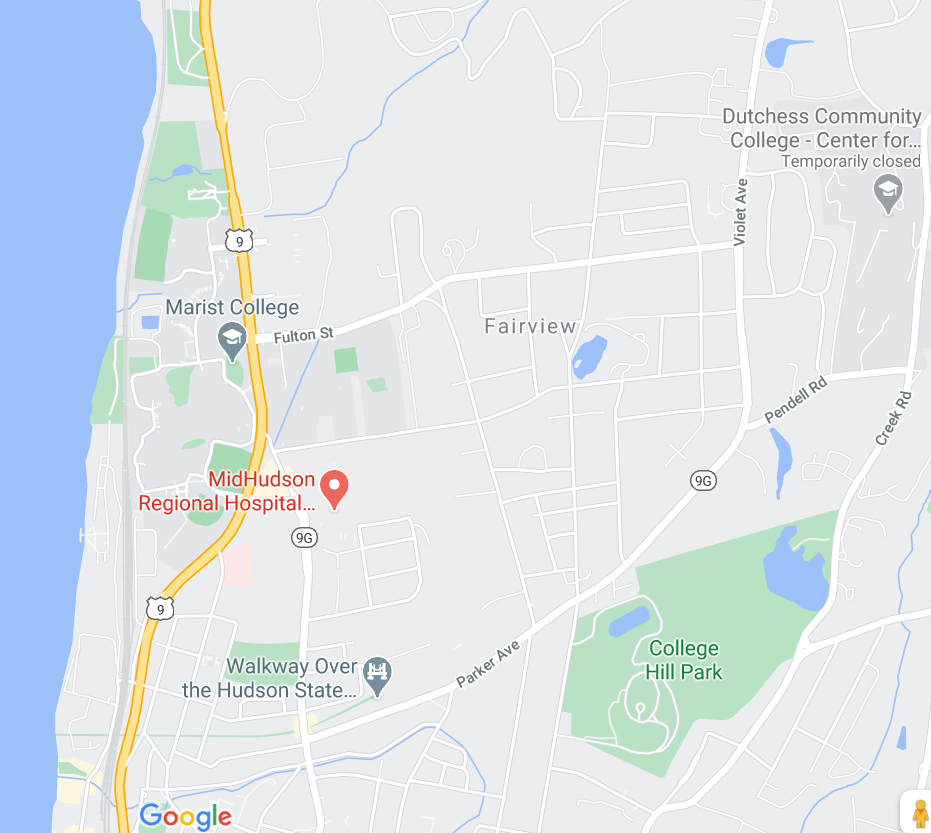 Dutchess Community
College - Center for...
Temporarily closed
Violet Ave
9
Marist College
Fulton St
Fairview
Pendell Rd
Creek Rd
MidHudson
Regional Hospital...
9G
9G
9
College
Hill Park
Parker Ave
Walkway Over
the Hudson State...
Google